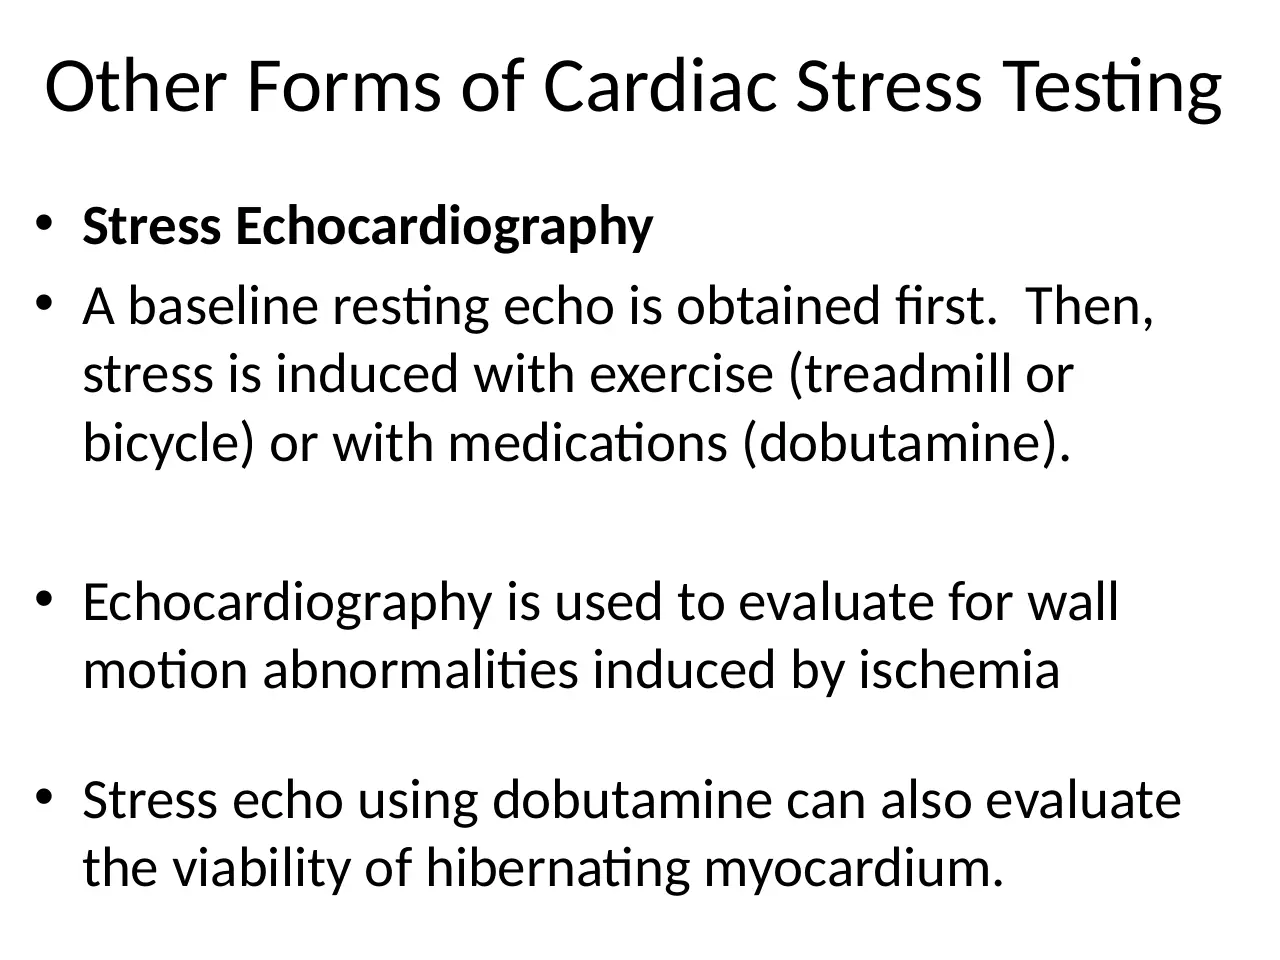 Other Forms of Cardiac Stress Testing
• Stress Echocardiography
• A baseline resting echo is obtained first.  Then,
stress is induced with exercise (treadmill or
bicycle) or with medications (dobutamine).
• Echocardiography is used to evaluate for wall
motion abnormalities induced by ischemia
• Stress echo using dobutamine can also evaluate
the viability of hibernating myocardium.